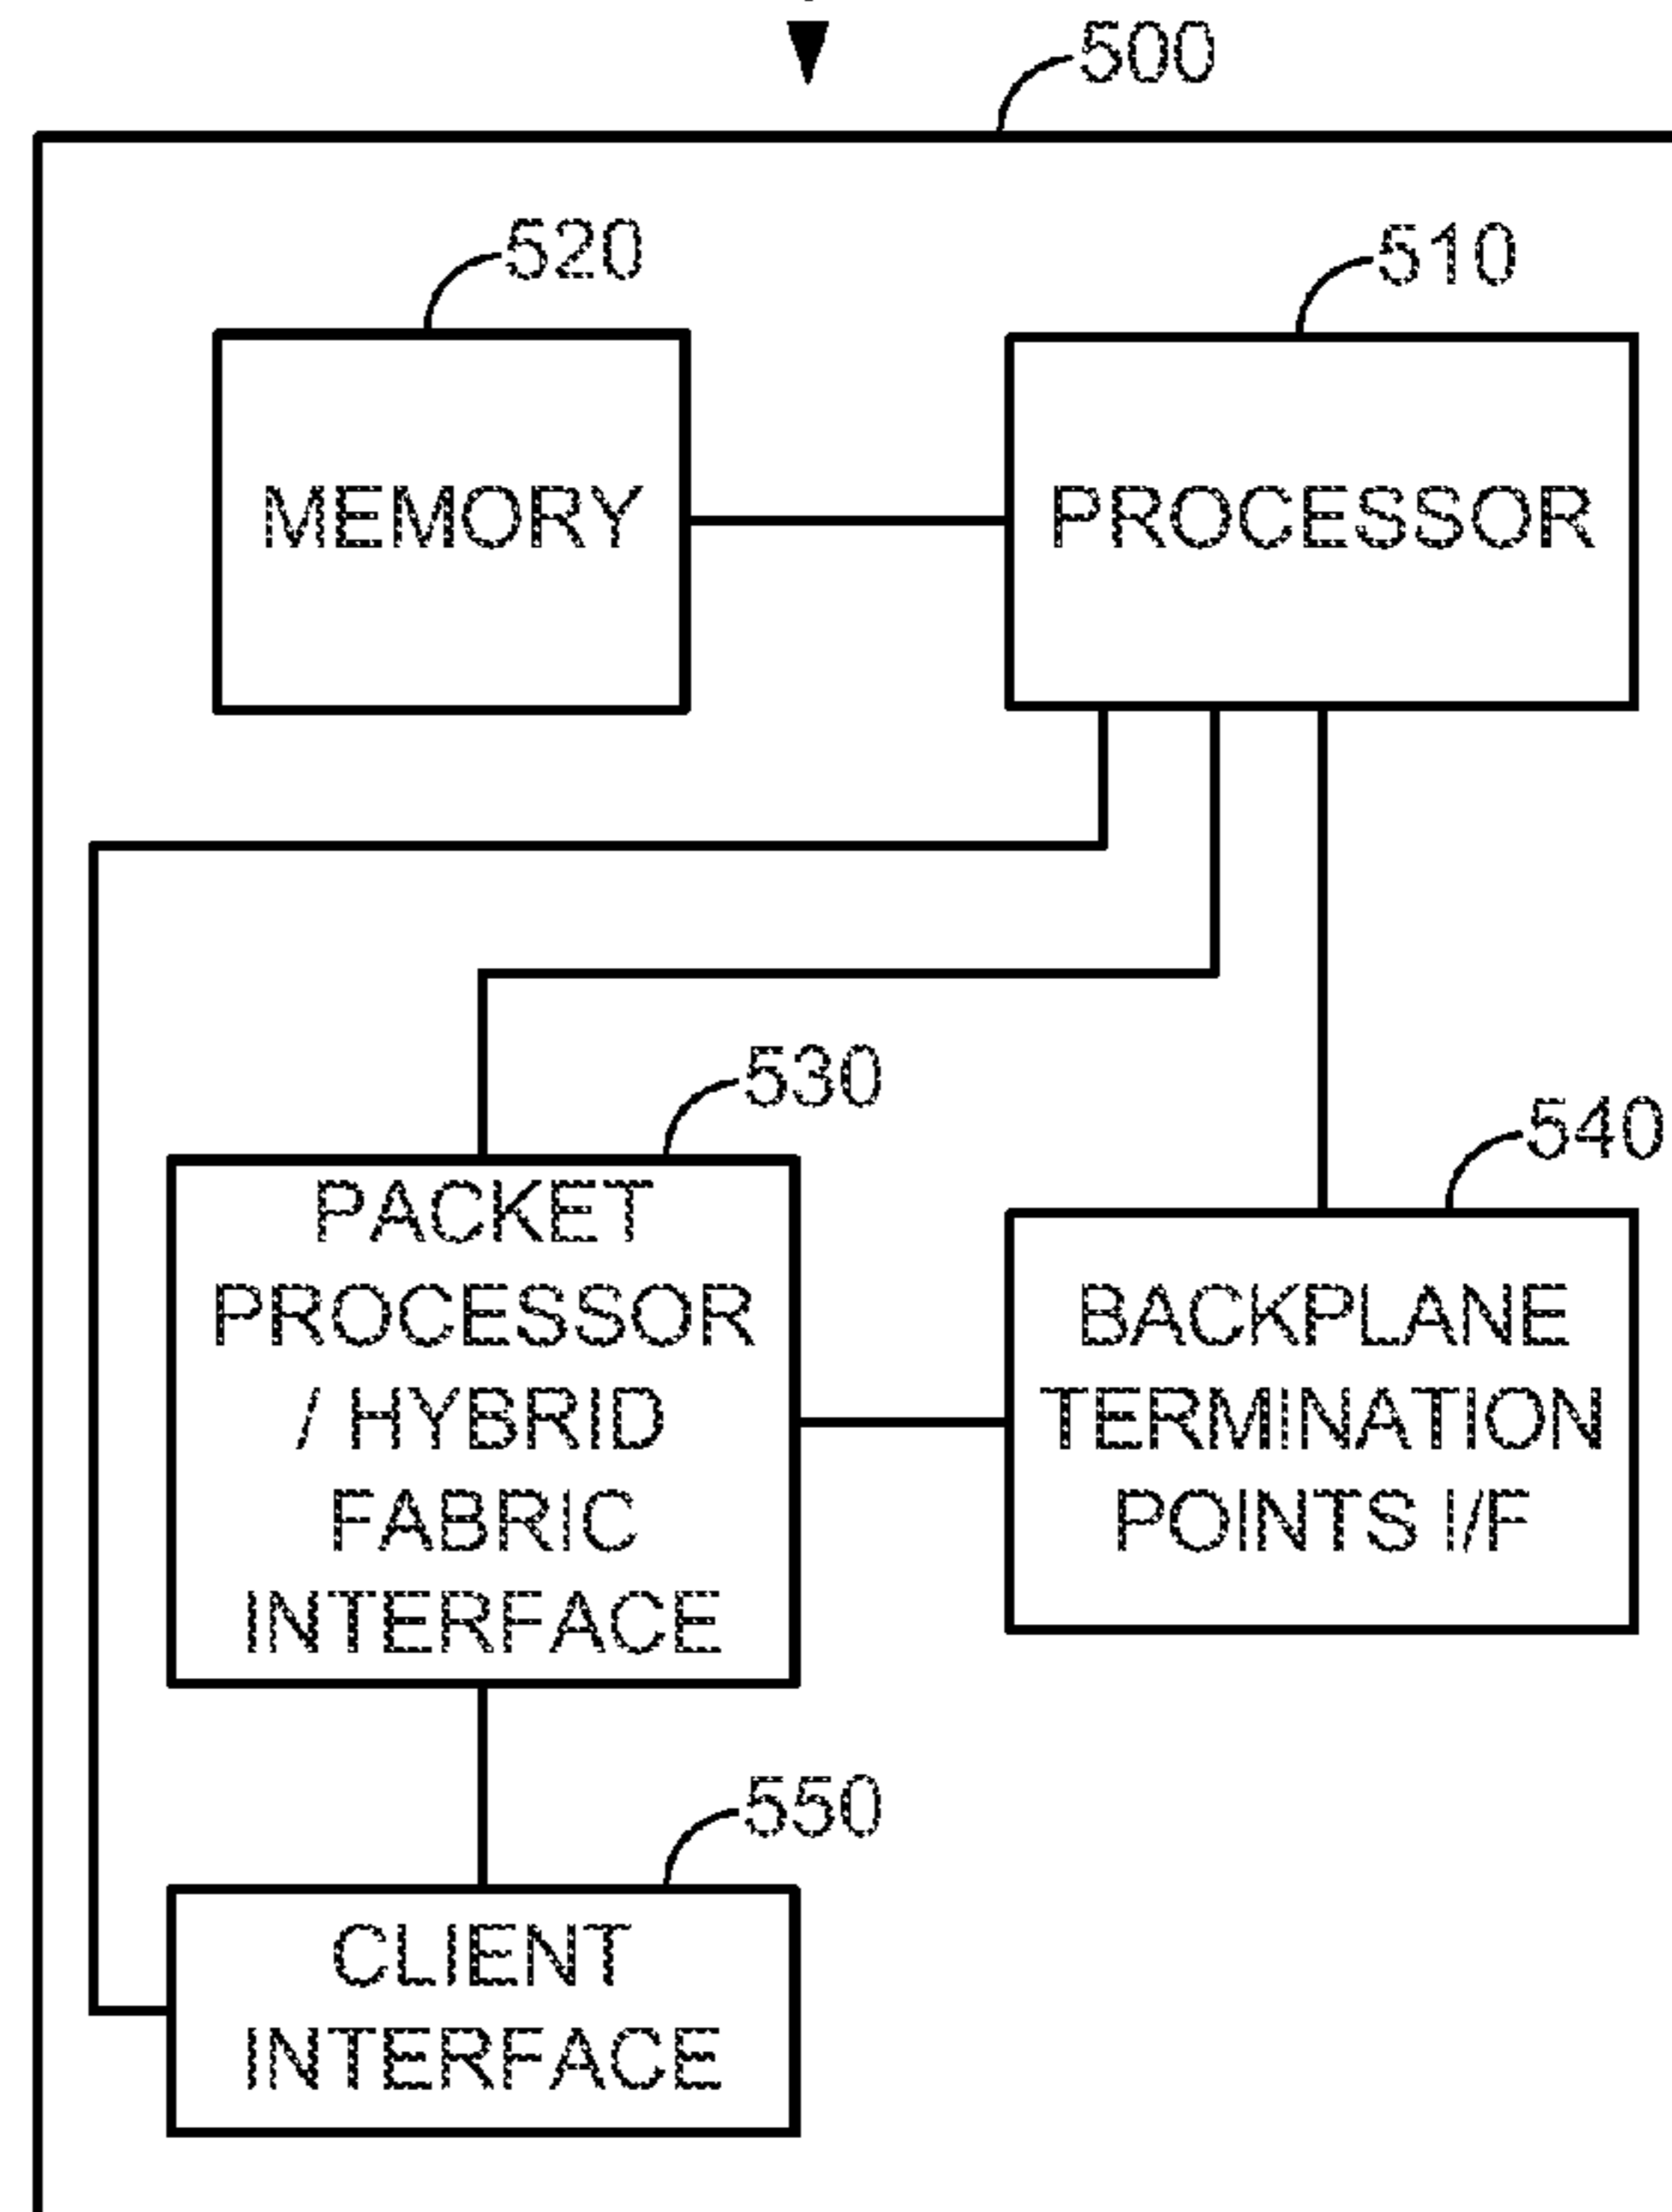 500
520
510
MEMORY
PROCESSOR
530
540
PACKET
PROCESSOR
/ HYBRID
FABRIC
INTERFACE
BACKPLANE
TERMINATION
POINTS I/F
550
CLIENT
INTERFACE